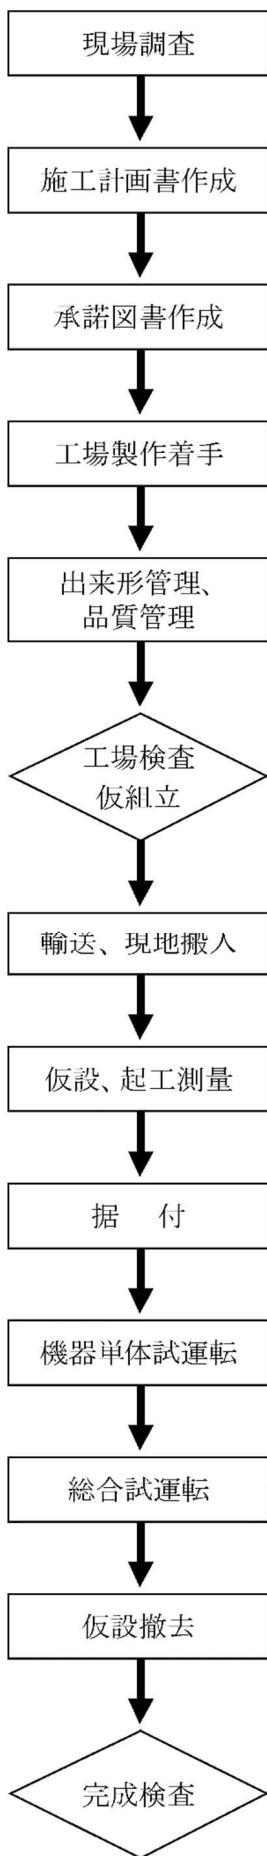 現場調査
施工計画書作成
承諾図書作成
工場製作着手
出来形管理、
品質管理
工場検査
仮組立
輸送、現地搬入
仮設、起工測量
据　付
機器単体試運転
総合試運転
仮設撤去
完成検査